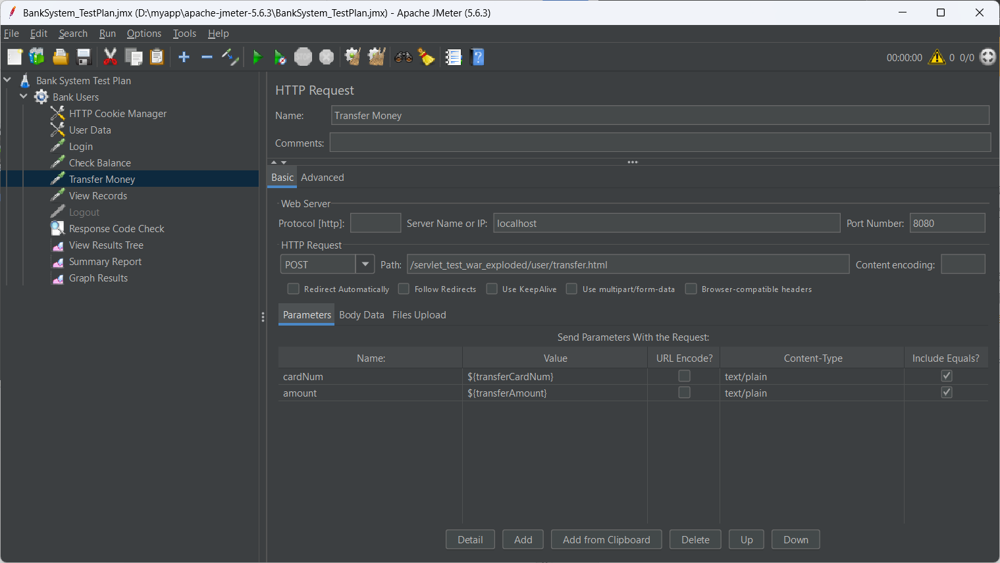 BankSystem_TestPlan.jmx (D:\myapp\apache-jmeter-5.6.3\BankSystem_TestPlan.jmx) - Apache JMeter (5.6.3)
File Edit Search Run Options Tools Help
STOP
00:00:00 0 0/0
Bank System Test Plan
Bank Users
HTTP Cookie Manager
User Data
Login
Check Balance
Transfer Money
View Records
Logout
Response Code Check
View Results Tree
Summary Report
Graph Results
HTTP Request
Name: Transfer Money
Comments:
Basic Advanced
Web Server
Protocol [http]: Server Name or IP: localhost Port Number: 8080
HTTP Request
POST Path: /servlet_test_war_exploded/user/transfer.html Content encoding:
Redirect Automatically Follow Redirects Use KeepAlive Use multipart/form-data Browser-compatible headers
Parameters Body Data Files Upload
Send Parameters With the Request:
Name: Value URL Encode? Content-Type Include Equals?
cardNum ${transferCardNum} text/plain
amount ${transferAmount} text/plain
Detail Add Add from Clipboard Delete Up Down